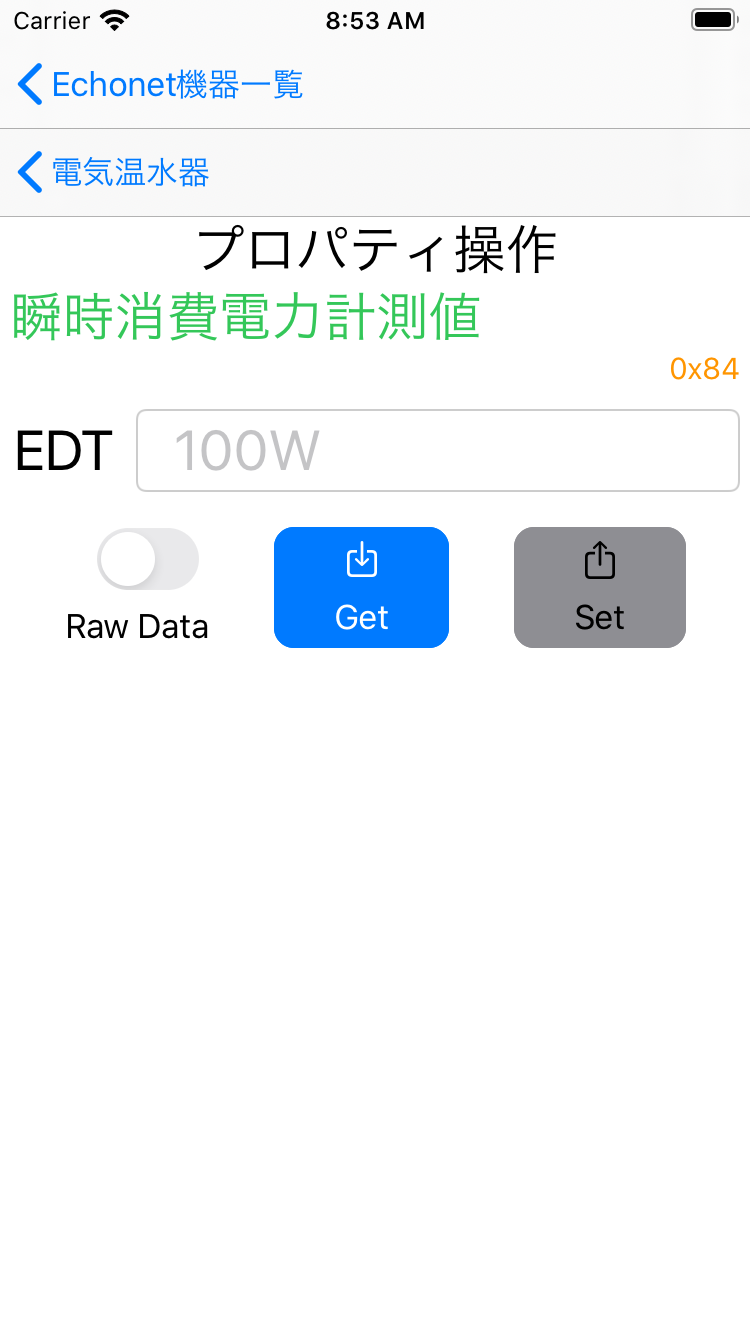 Carrier 8:53 AM
Echonet機器一覧
電気温水器
プロパティ操作
瞬時消費電力計測値
0x84
EDT 100W
Raw Data Get Set